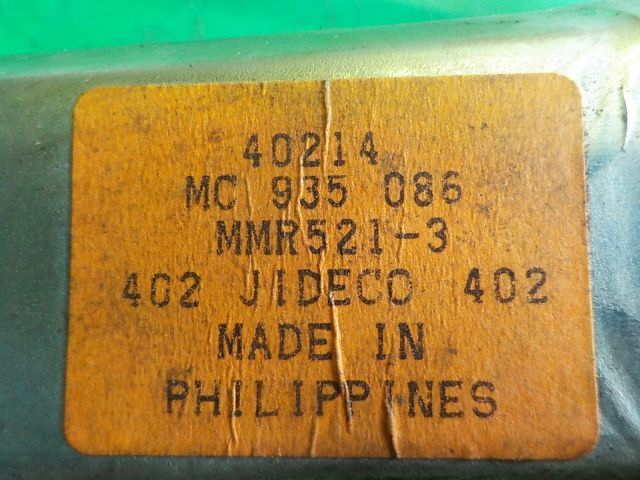 40214
MC 935 086
MMR521-3
402 JIDECO 402
MADE IN
PHILIPPINES